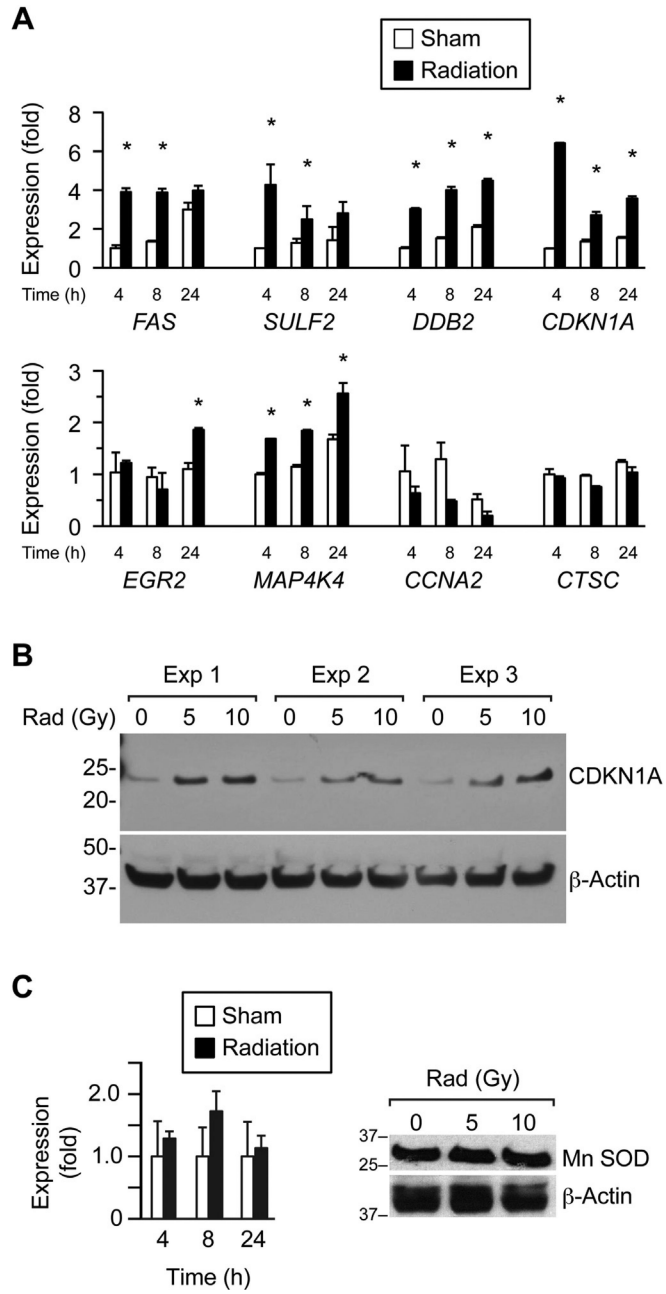 A
Sham
Radiation
Expression (fold)
8
6
4
2
0
* * * * * * * * * *
Time (h) 4 8 24 4 8 24 4 8 24 4 8 24
FAS SULF2 DDB2 CDKN1A
Expression (fold)
3
2
1
0
* * * *
Time (h) 4 8 24 4 8 24 4 8 24 4 8 24
EGR2 MAP4K4 CCNA2 CTSC
B
Exp 1 Exp 2 Exp 3
Rad (Gy) 0 5 10 0 5 10 0 5 10
25-
20-
CDKN1A
50-
37-
β-Actin
C
Sham
Radiation
Expression
(fold)
2.0
1.0
0
4 8 24
Time (h)
Rad (Gy)
0 5 10
37–
25–
Mn SOD
β-Actin
37–